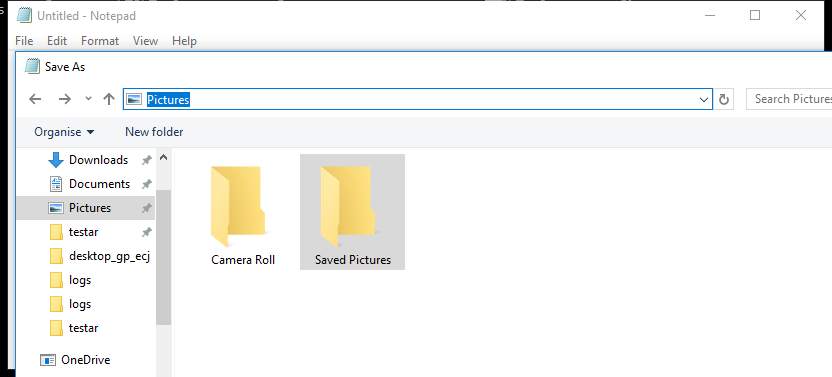 Untitled - Notepad
File Edit Format View Help
Save As
Pictures
Search Pictures
Organise New folder
Downloads
Documents
Pictures
testar
desktop_gp_ecj
logs
logs
testar
OneDrive
Camera Roll
Saved Pictures